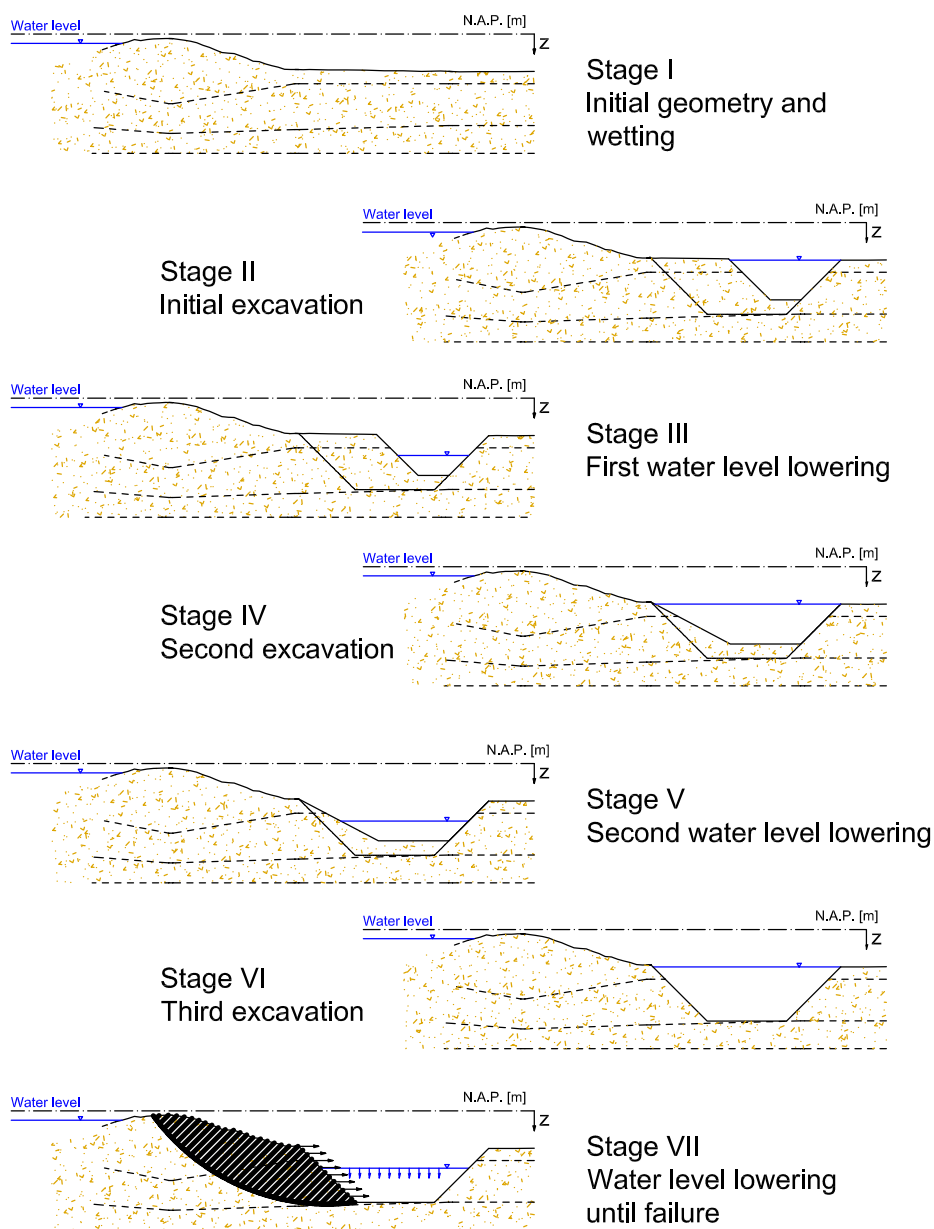 N.A.P. [m]
Water level
z
Stage I
Initial geometry and
wetting
N.A.P. [m]
Water level
z
Stage II
Initial excavation
N.A.P. [m]
Water level
z
Stage III
First water level lowering
N.A.P. [m]
Water level
z
Stage IV
Second excavation
N.A.P. [m]
Water level
z
Stage V
Second water level lowering
N.A.P. [m]
Water level
z
Stage VI
Third excavation
N.A.P. [m]
Water level
z
Stage VII
Water level lowering
until failure